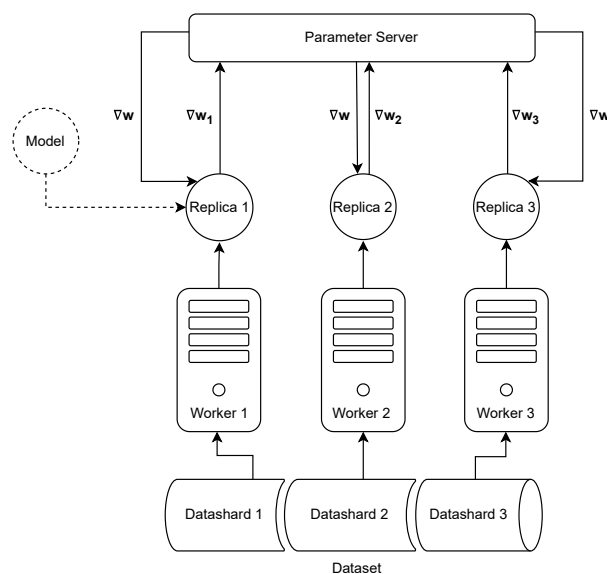 Parameter Server
∇w
∇w₁
∇w
∇w₂
∇w₃
∇w
Model
Replica 1
Replica 2
Replica 3
Worker 1
Worker 2
Worker 3
Datashard 1
Datashard 2
Datashard 3
Dataset